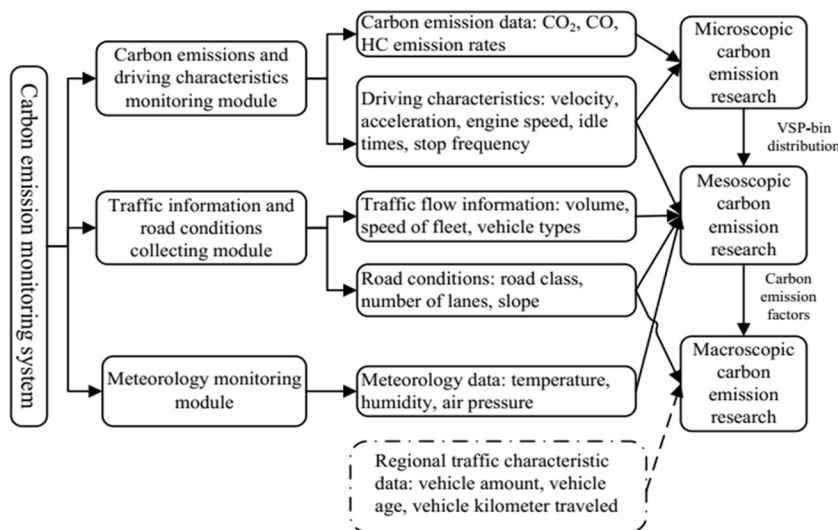 Carbon emission monitoring system
Carbon emissions and
driving characteristics
monitoring module
Traffic information and
road conditions
collecting module
Meteorology monitoring
module
Carbon emission data: CO₂, CO,
HC emission rates
Driving characteristics: velocity,
acceleration, engine speed, idle
times, stop frequency
Traffic flow information: volume,
speed of fleet, vehicle types
Road conditions: road class,
number of lanes, slope
Meteorology data: temperature,
humidity, air pressure
Regional traffic characteristic
data: vehicle amount, vehicle
age, vehicle kilometer traveled
Microscopic
carbon
emission
research
VSP-bin
distribution
Mesoscopic
carbon
emission
research
Carbon
emission
factors
Macroscopic
carbon
emission
research